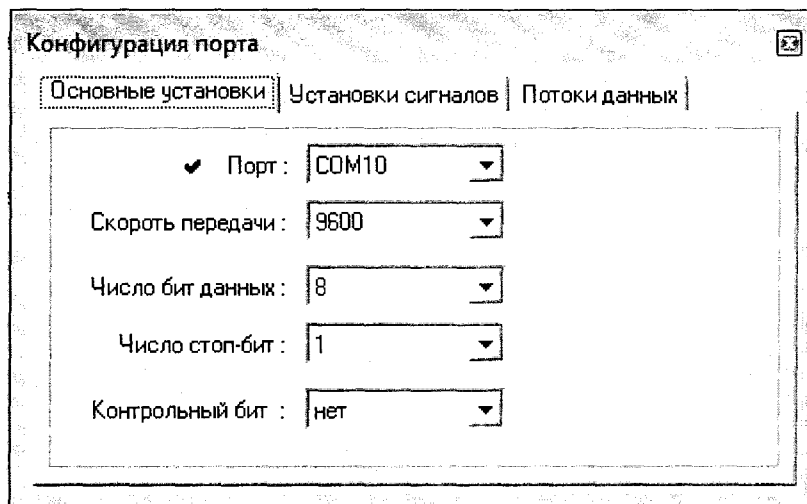 Конфигурация порта
Основные установки Установки сигналов Потоки данных
Порт : COM10
Скороть передачи : 9600
Число бит данных : 8
Число стоп-бит : 1
Контрольный бит : нет